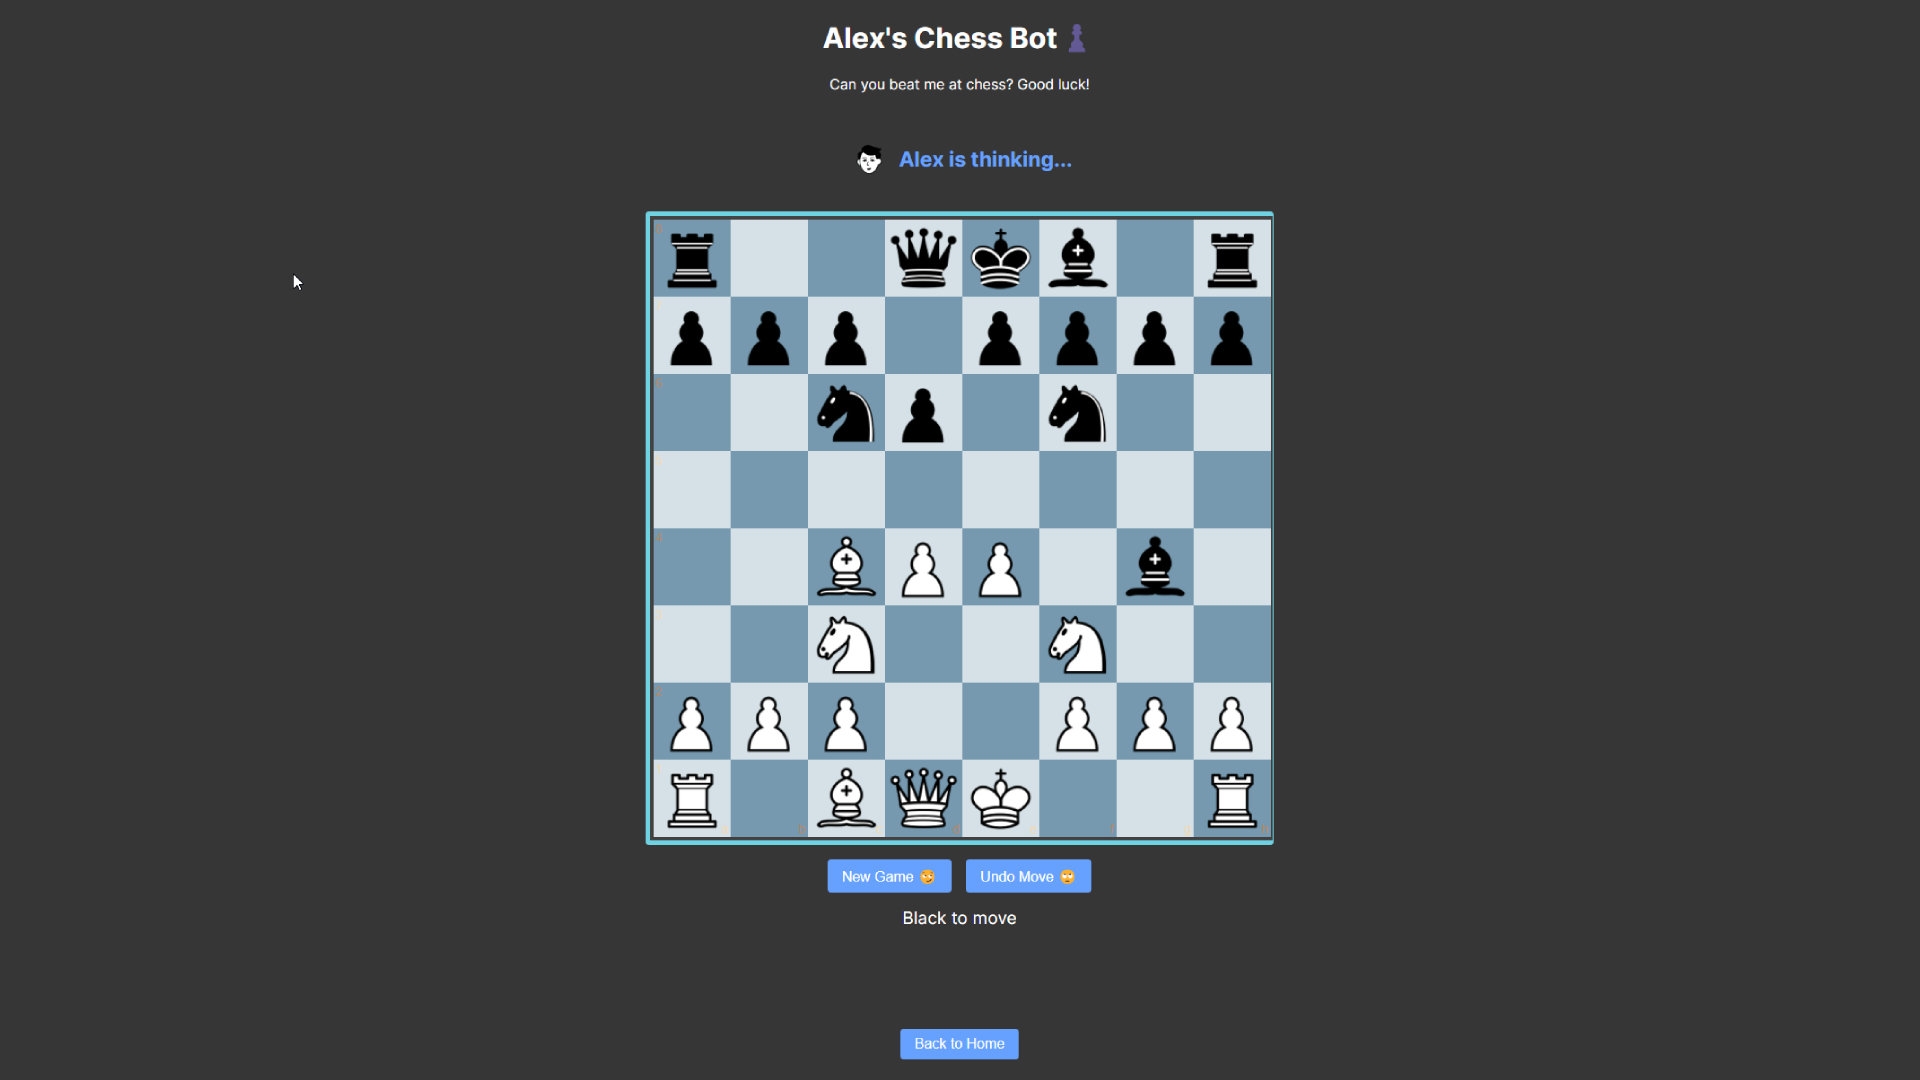 Alex's Chess Bot
Can you beat me at chess? Good luck!
Alex is thinking...
New Game
Undo Move
Black to move
Back to Home